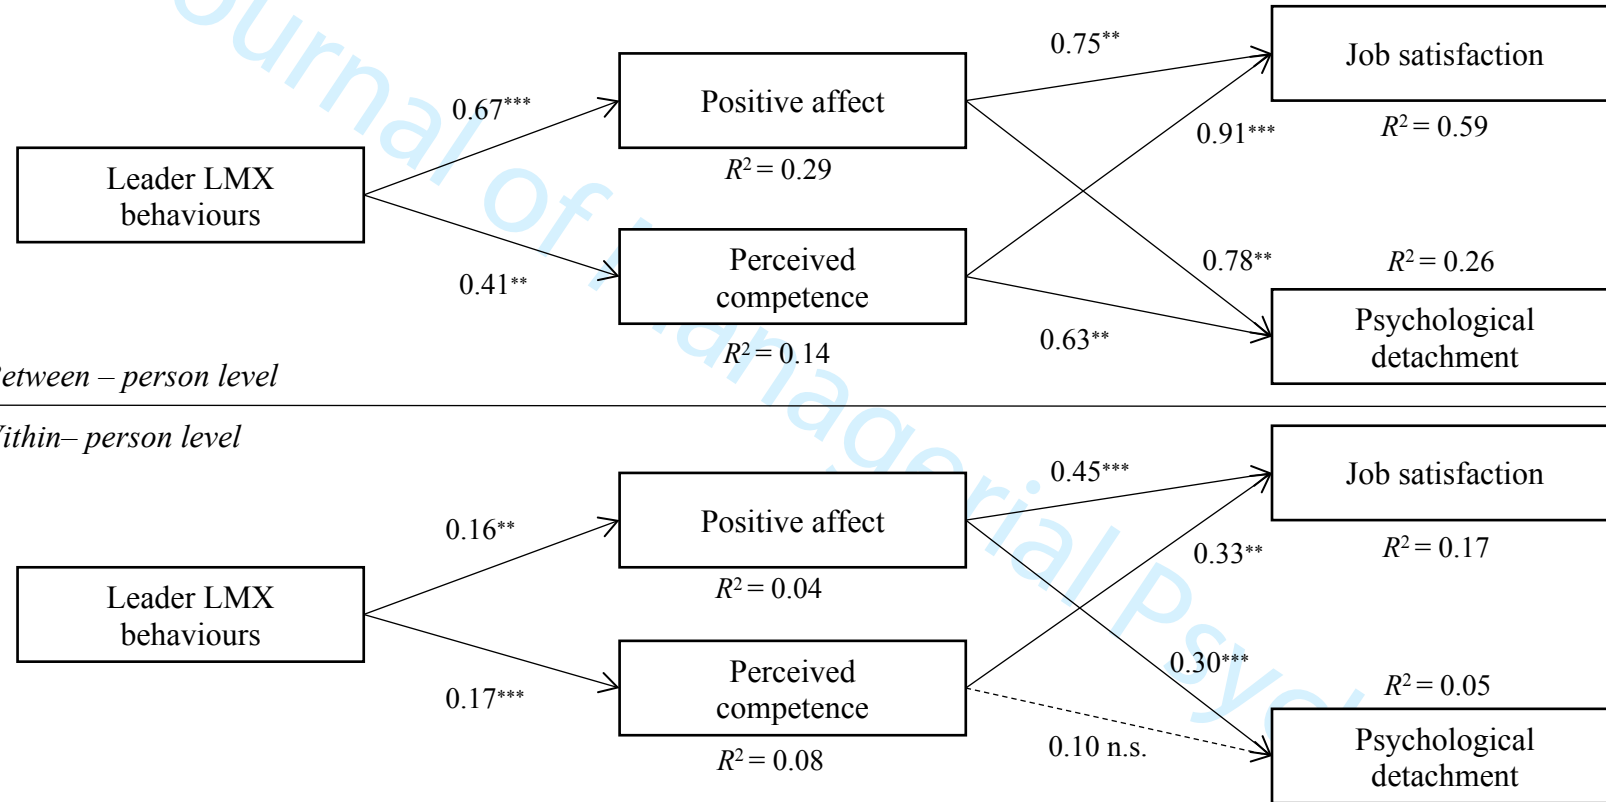 0.75**
Job satisfaction
0.67***
Positive affect
R² = 0.59
0.91***
R² = 0.29
Leader LMX
behaviours
Perceived
competence
0.41**
0.78**
R² = 0.26
Psychological
detachment
0.63**
R² = 0.14
etween – person level
ithin– person level
0.45***
Job satisfaction
0.16**
Positive affect
R² = 0.17
0.33**
R² = 0.04
Leader LMX
behaviours
Perceived
competence
0.17***
0.30***
R² = 0.05
0.10 n.s.
Psychological
detachment
R² = 0.08
ournal of Managerial Psych